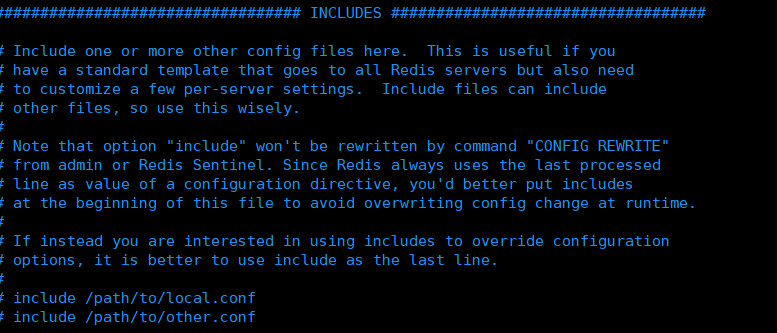 ################################## INCLUDES ###################################

# Include one or more other config files here.  This is useful if you
# have a standard template that goes to all Redis servers but also need
# to customize a few per-server settings.  Include files can include
# other files, so use this wisely.
#
# Note that option "include" won't be rewritten by command "CONFIG REWRITE"
# from admin or Redis Sentinel. Since Redis always uses the last processed
# line as value of a configuration directive, you'd better put includes
# at the beginning of this file to avoid overwriting config change at runtime.
#
# If instead you are interested in using includes to override configuration
# options, it is better to use include as the last line.
#
# include /path/to/local.conf
# include /path/to/other.conf